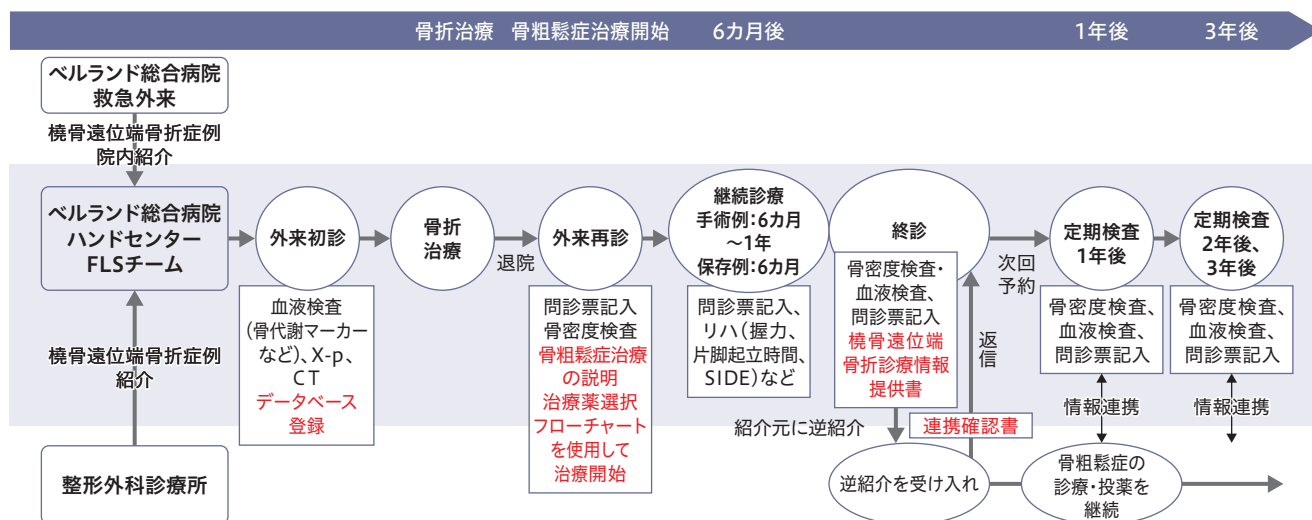 骨折治療 骨粗鬆症治療開始 6カ月後 1年後 3年後
ベルランド総合病院
救急外来
橈骨遠位端骨折症例
院内紹介
ベルランド総合病院
ハンドセンター
FLSチーム
橈骨遠位端骨折症例
紹介
整形外科診療所
外来初診
血液検査
(骨代謝マーカー
など)、X-p、
CT
データベース
登録
骨折
治療
退院
外来再診
問診票記入
骨密度検査
骨粗鬆症治療
の説明
治療薬選択
フローチャート
を使用して
治療開始
継続診療
手術例:6カ月
〜1年
保存例:6カ月
問診票記入、
リハ(握力、
片脚起立時間、
SIDE)など
終診
骨密度検査・
血液検査、
問診票記入
橈骨遠位端
骨折診療情報
提供書
紹介元に逆紹介
逆紹介を受け入れ
返信
連携確認書
次回
予約
定期検査
1年後
骨密度検査、
血液検査、
問診票記入
情報連携
骨粗鬆症の
診療・投薬を
継続
定期検査
2年後、
3年後
骨密度検査、
血液検査、
問診票記入
情報連携